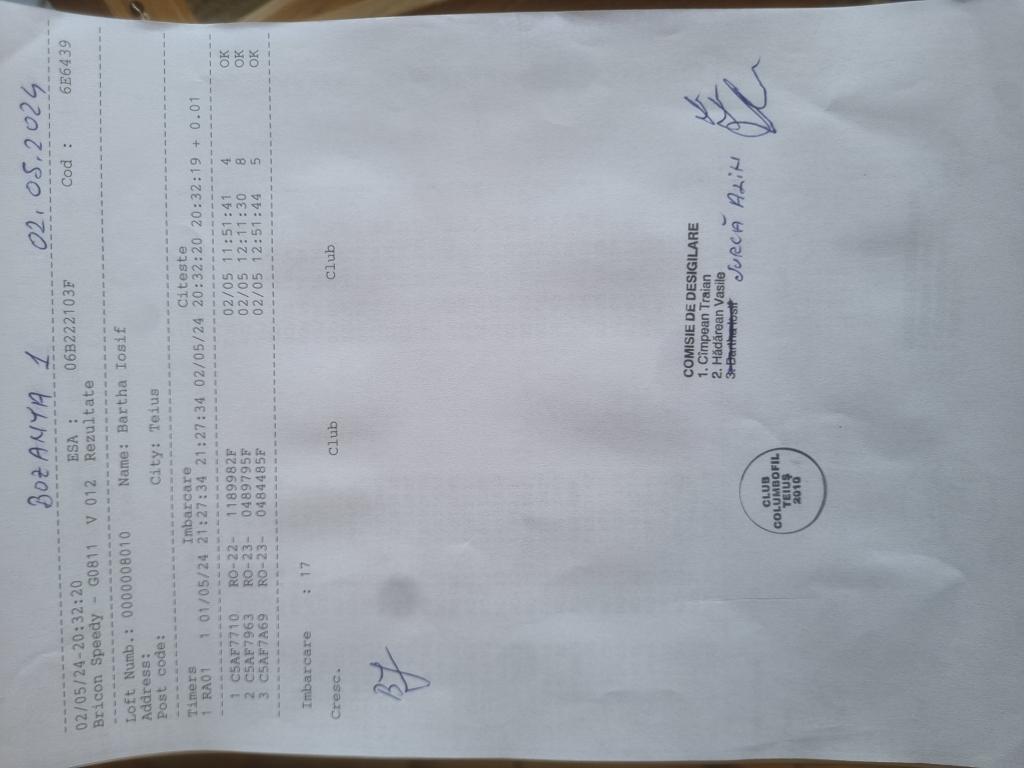 BOZANYA 1 02.05.2024
02/05/24-20:32:20 ESA : 06B222103F Cod : 6E6439
Bricon Speedy - G0811 V 012 Rezultate
Loft Numb.: 0000008010 Name: Bartha Iosif
Address:
Post code: City: Teius
Timers Imbarcare Citeste
1 RA01 1 01/05/24 21:27:34 21:27:34 02/05/24 20:32:20 20:32:19 + 0.01
1 C5AF7710 RO-22- 1189982F 02/05 11:51:41 4 OK
2 C5AF7963 RO-23- 0489795F 02/05 12:11:30 8 OK
3 C5AF7A69 RO-23- 0484485F 02/05 12:51:44 5 OK
Imbarcare : 17
Cresc. Club Club
COMISIE DE DESIGILARE
1. Cîmpean Traian
2. Hădărean Vasile
3. Bartha Iosif JURCĂ ALIN
CLUB
COLUMBOFIL
TEIUŞ
2010